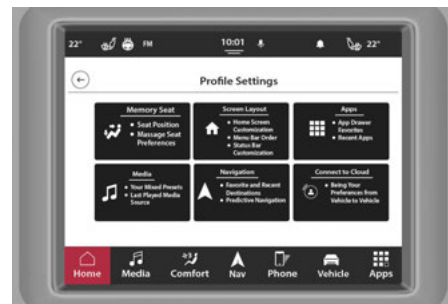 22° FM 10:01 22°
Profile Settings
Memory Seat
• Seat Position
• Massage Seat
Preferences
Screen Layout
• Home Screen
Customization
• Menu Bar Order
• Status Bar
Customization
Apps
• App Drawer
Favorites
• Recent Apps
Media
• Your Mixed Presets
• Last Played Media
Source
Navigation
• Favorite and Recent
Destinations
• Predictive Navigation
Connect to Cloud
• Being Your
Preferences from
Vehicle to Vehicle
Home Media Comfort Nav Phone Vehicle Apps